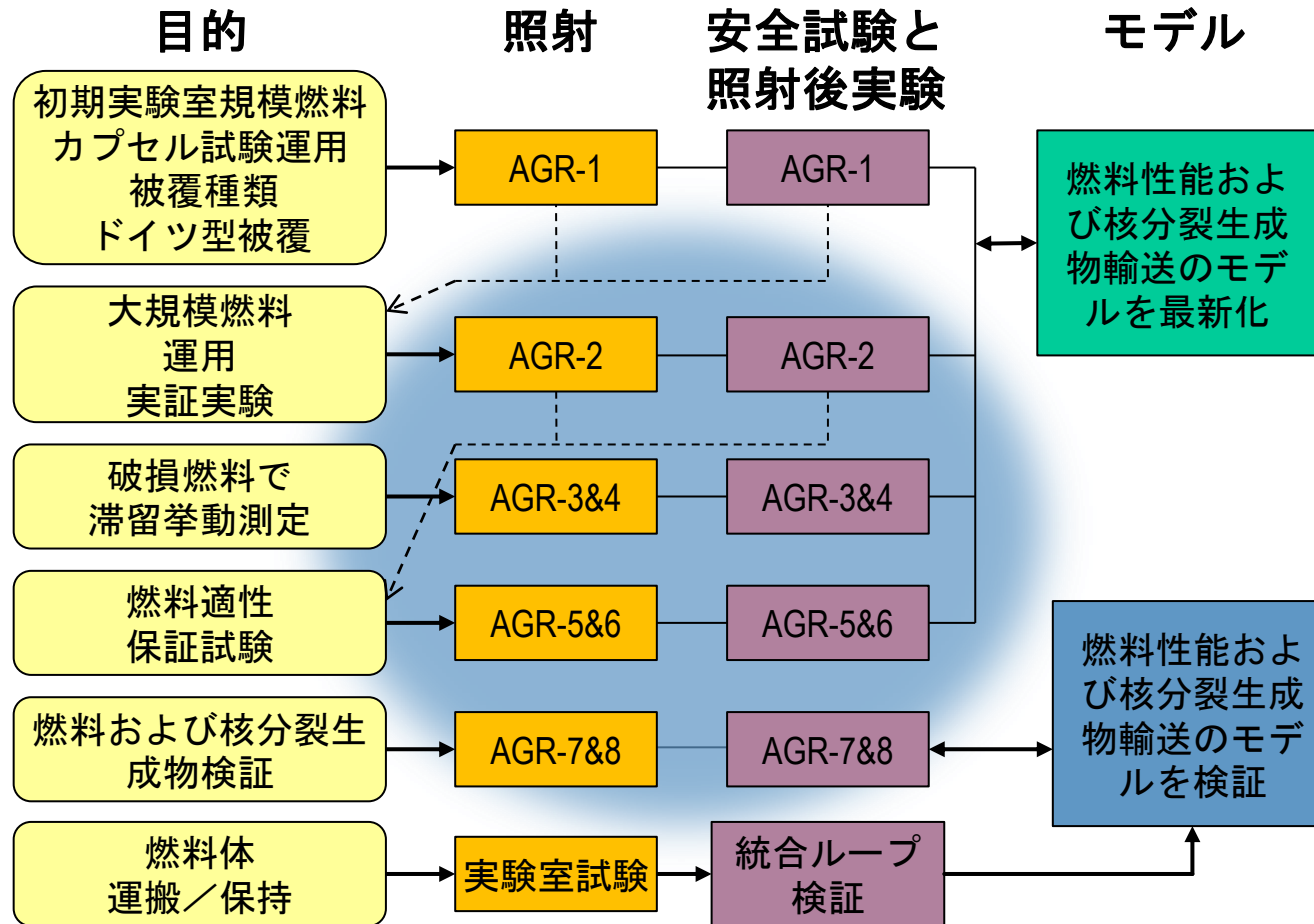 目的
照射
安全試験と
照射後実験
モデル
初期実験室規模燃料
カプセル試験運用
被覆種類
ドイツ型被覆
AGR-1
AGR-1
燃料性能およ
び核分裂生成
物輸送のモデ
ルを最新化
大規模燃料
運用
実証実験
AGR-2
AGR-2
破損燃料で
滞留挙動測定
AGR-3&4
AGR-3&4
燃料適性
保証試験
AGR-5&6
AGR-5&6
燃料性能およ
び核分裂生成
物輸送のモデ
ルを検証
燃料および核分裂生
成物検証
AGR-7&8
AGR-7&8
燃料体
運搬／保持
実験室試験
統合ループ
検証